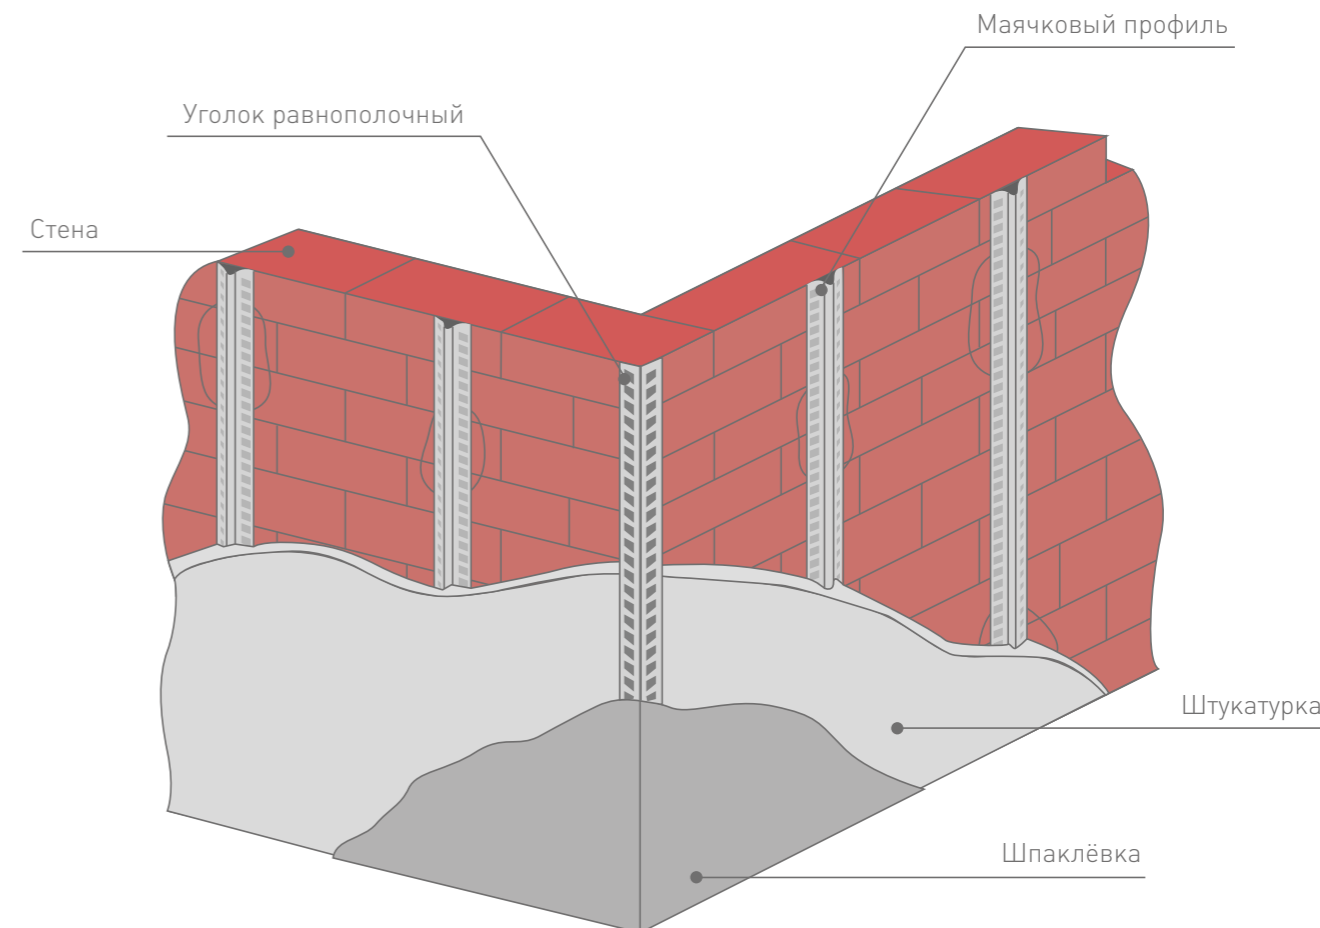 Маячковый профиль
Уголок равнополочный
Стена
Штукатурка
Шпаклёвка